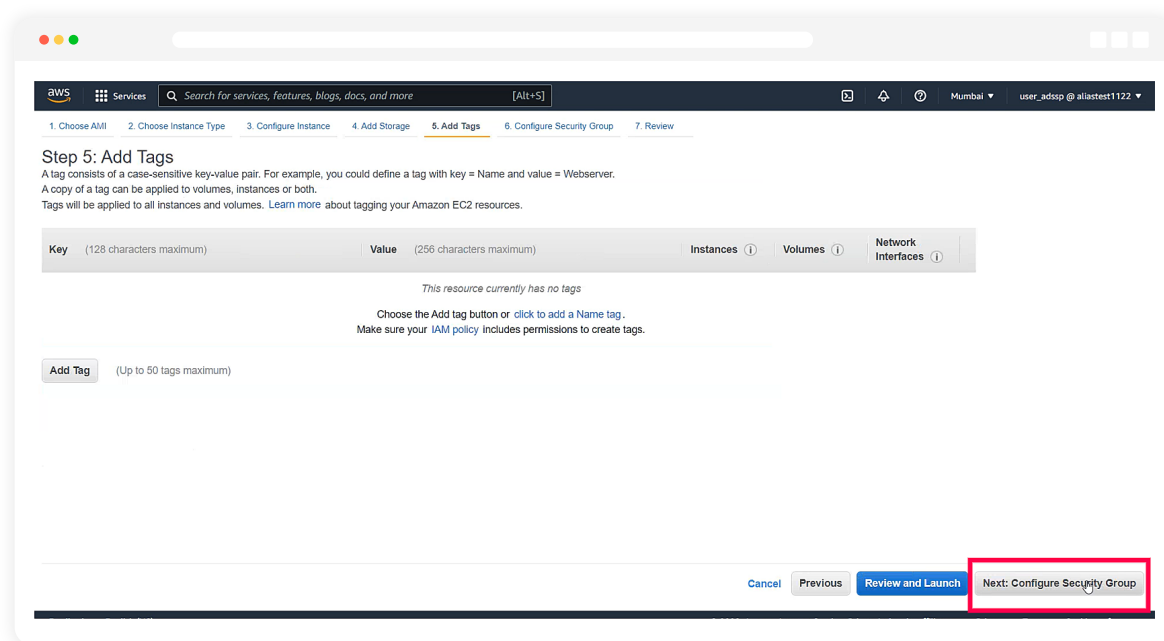 aws Services Search for services, features, blogs, docs, and more [Alt+S] Mumbai ▼ user_adssp @ aliastest1122 ▼
1. Choose AMI 2. Choose Instance Type 3. Configure Instance 4. Add Storage 5. Add Tags 6. Configure Security Group 7. Review
Step 5: Add Tags
A tag consists of a case-sensitive key-value pair. For example, you could define a tag with key = Name and value = Webserver.
A copy of a tag can be applied to volumes, instances or both.
Tags will be applied to all instances and volumes. Learn more about tagging your Amazon EC2 resources.
Key (128 characters maximum) Value (256 characters maximum) Instances i Volumes i Network
Interfaces i
This resource currently has no tags
Choose the Add tag button or click to add a Name tag.
Make sure your IAM policy includes permissions to create tags.
Add Tag (Up to 50 tags maximum)
Cancel Previous Review and Launch Next: Configure Security Group